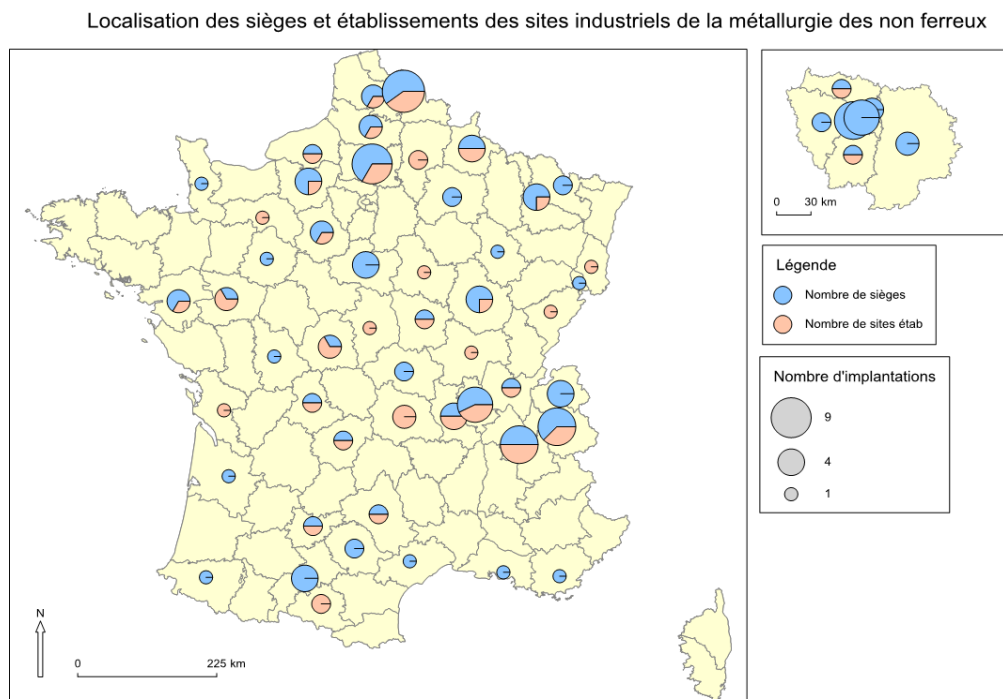 Localisation des sièges et établissements des sites industriels de la métallurgie des non ferreux
0 30 km
Légende
Nombre de sièges
Nombre de sites étab
Nombre d'implantations
9
4
1
N
0 225 km